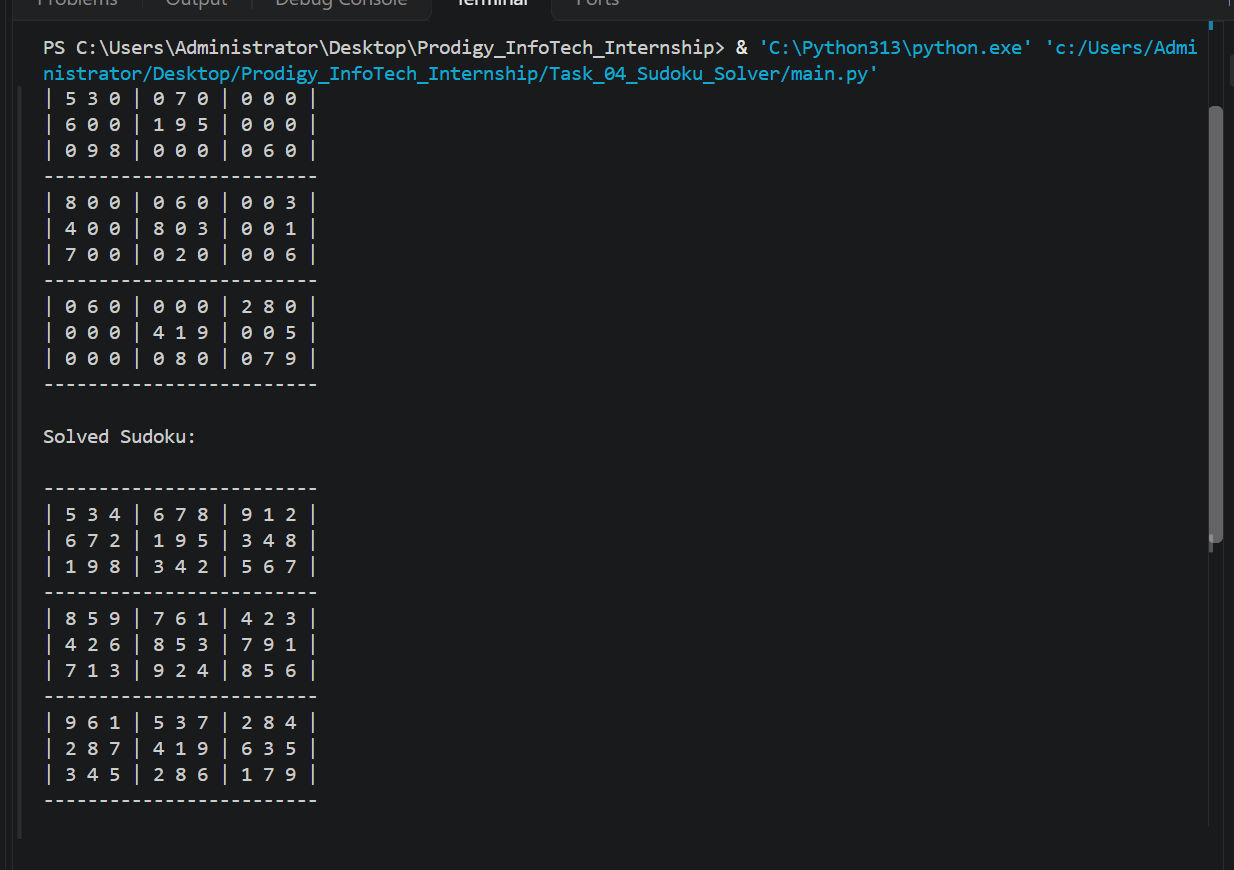 Problems Output Debug Console Terminal Ports
PS C:\Users\Administrator\Desktop\Prodigy_InfoTech_Internship> & 'C:\Python313\python.exe' 'c:/Users/Admi
nistrator/Desktop/Prodigy_InfoTech_Internship/Task_04_Sudoku_Solver/main.py'
| 5 3 0 | 0 7 0 | 0 0 0 |
| 6 0 0 | 1 9 5 | 0 0 0 |
| 0 9 8 | 0 0 0 | 0 6 0 |
-------------------------
| 8 0 0 | 0 6 0 | 0 0 3 |
| 4 0 0 | 8 0 3 | 0 0 1 |
| 7 0 0 | 0 2 0 | 0 0 6 |
-------------------------
| 0 6 0 | 0 0 0 | 2 8 0 |
| 0 0 0 | 4 1 9 | 0 0 5 |
| 0 0 0 | 0 8 0 | 0 7 9 |
-------------------------
Solved Sudoku:
-------------------------
| 5 3 4 | 6 7 8 | 9 1 2 |
| 6 7 2 | 1 9 5 | 3 4 8 |
| 1 9 8 | 3 4 2 | 5 6 7 |
-------------------------
| 8 5 9 | 7 6 1 | 4 2 3 |
| 4 2 6 | 8 5 3 | 7 9 1 |
| 7 1 3 | 9 2 4 | 8 5 6 |
-------------------------
| 9 6 1 | 5 3 7 | 2 8 4 |
| 2 8 7 | 4 1 9 | 6 3 5 |
| 3 4 5 | 2 8 6 | 1 7 9 |
-------------------------